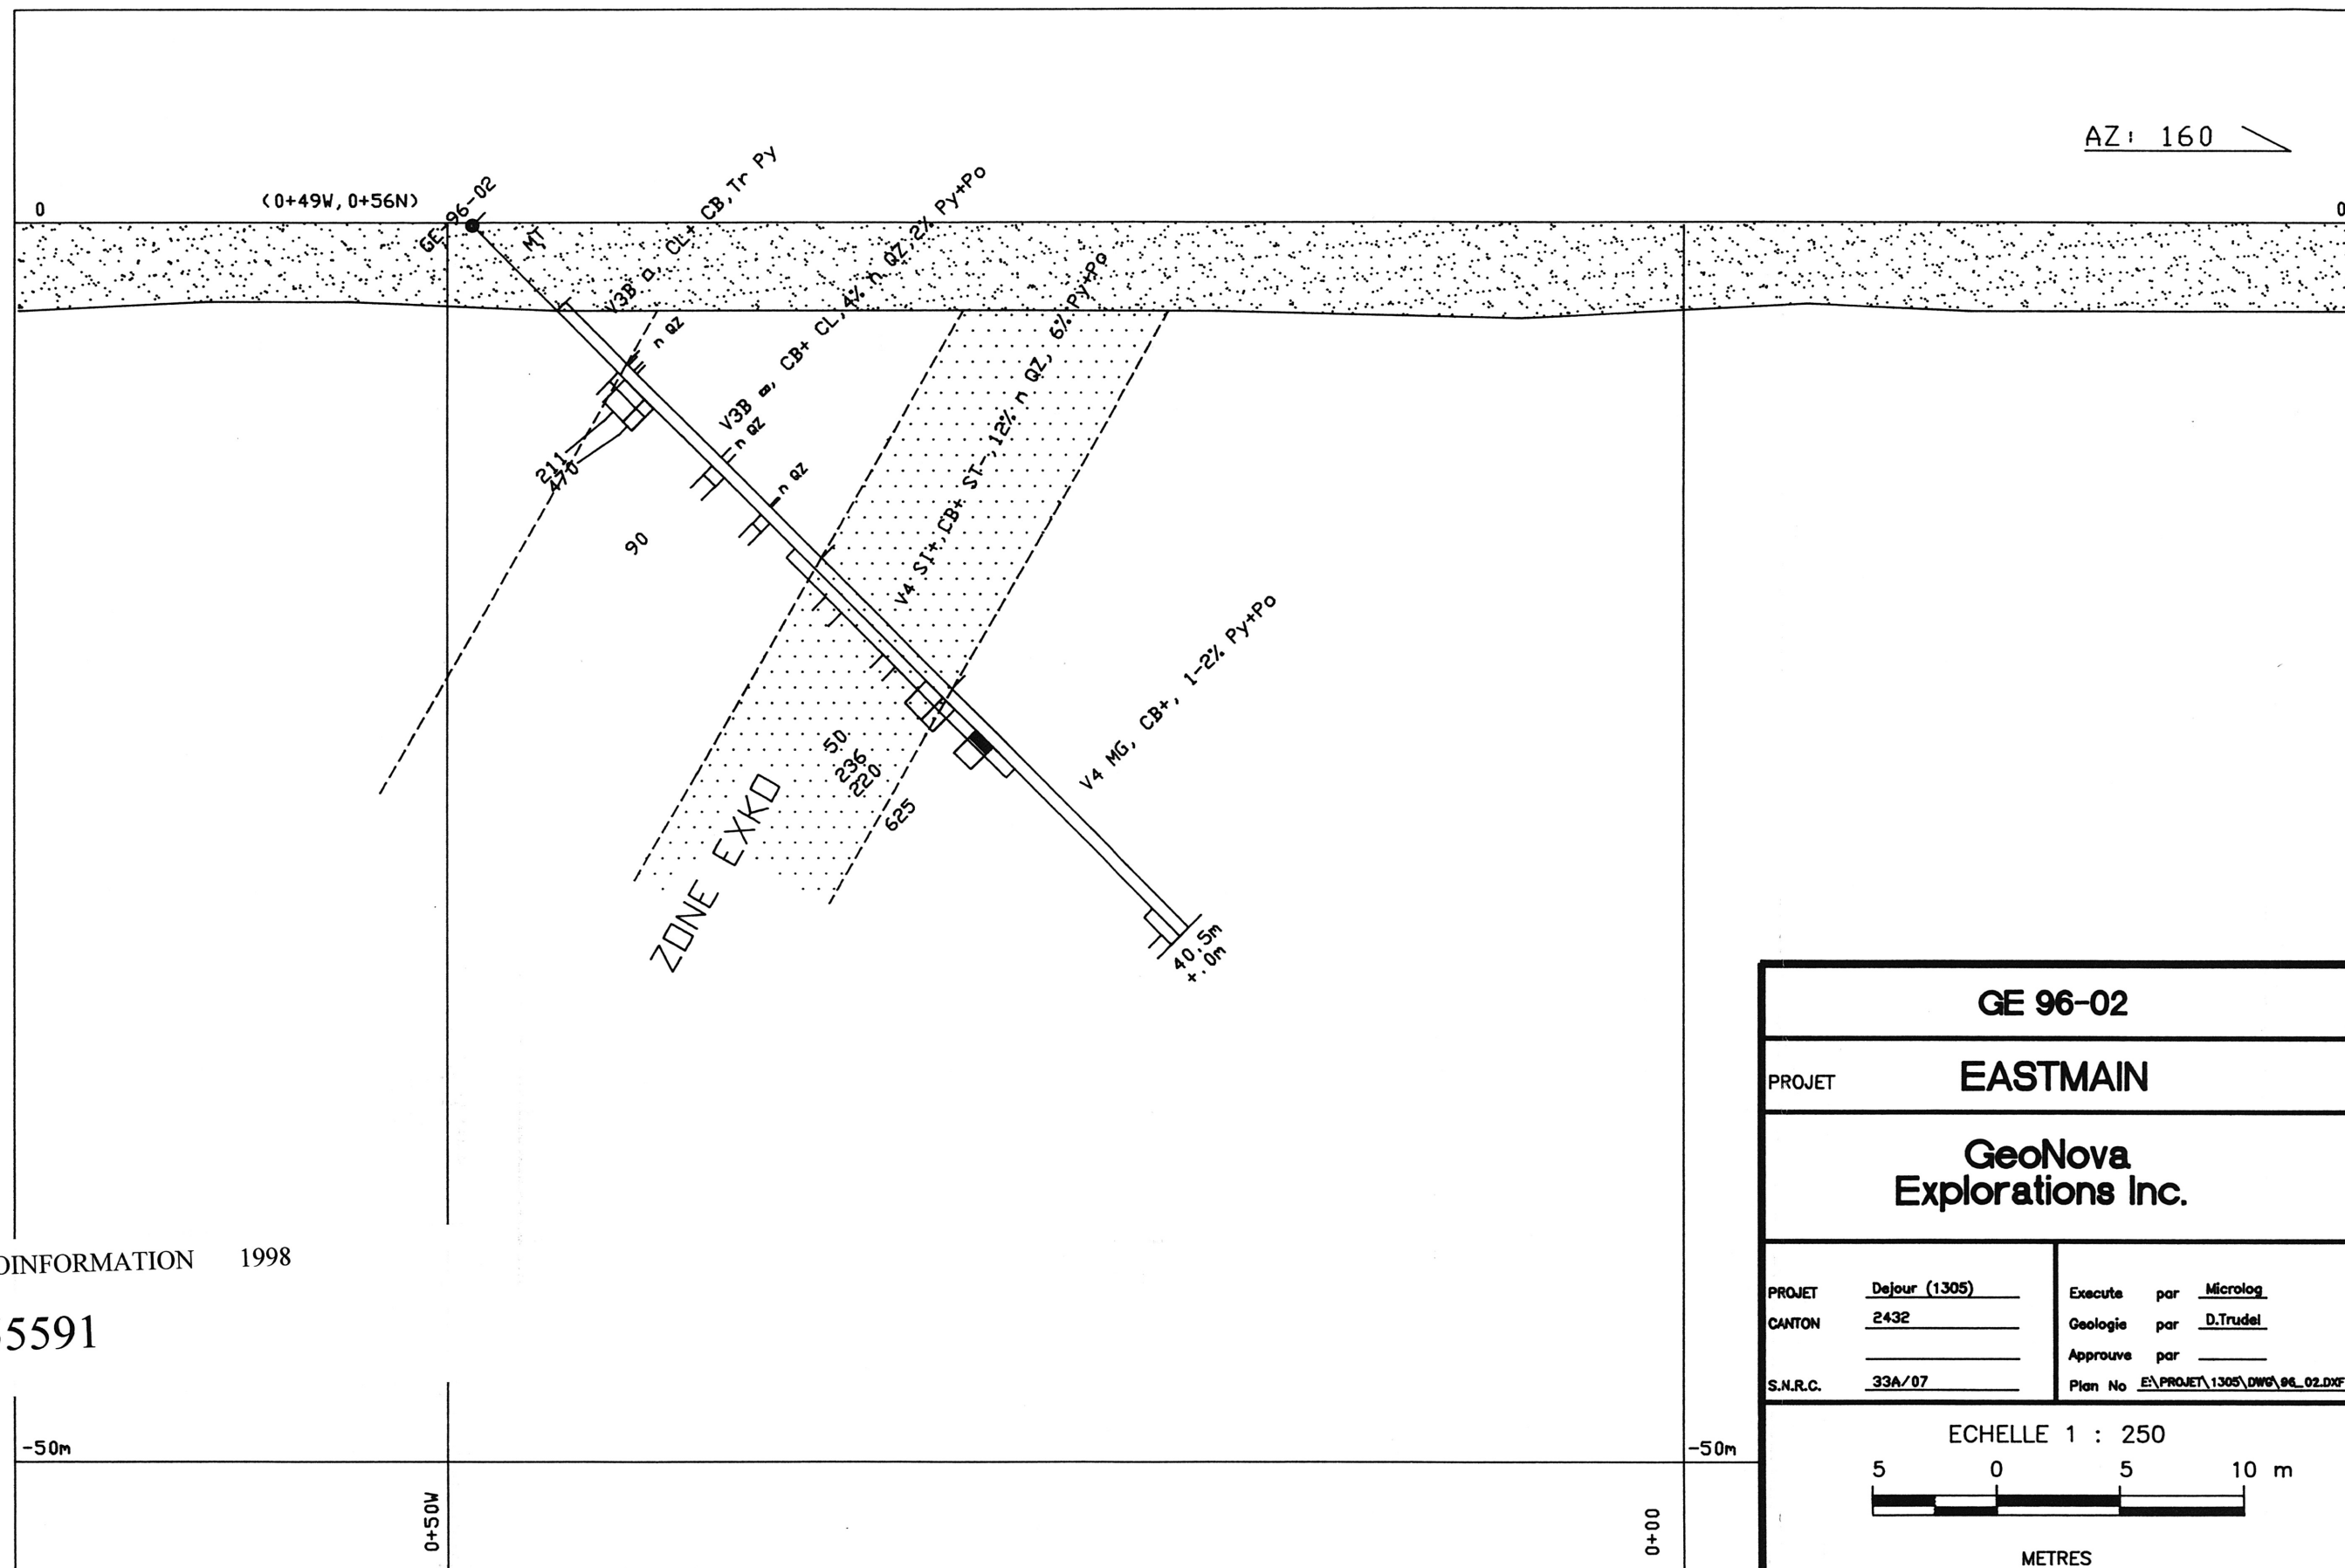 AZ: 160
(0+49W, 0+56N)
0
0
GE 96-02
MT
V3B CL+ CB, Tr Py
n QZ
V3B CB+ CL, 4% n QZ, 2% Py+Po
n QZ
n QZ
V4 SI+, CB+ ST-, 12% n QZ, 6% Py+Po
V4 MG, CB+, 1-2% Py+Po
211
470
90
50
236
220
625
ZONE EXKO
40.5m
+.0m
OINFORMATION 1998
5591
-50m
-50m
0+50W
0+00
GE 96-02
PROJET EASTMAIN
GeoNova
Explorations Inc.
PROJET Dejour (1305)
CANTON 2432
S.N.R.C. 33A/07
Execute par Microlog
Geologie par D.Trudel
Approuve par
Plan No E:\PROJET\1305\DWG\96_02.DXF
ECHELLE 1 : 250
5 0 5 10 m
METRES